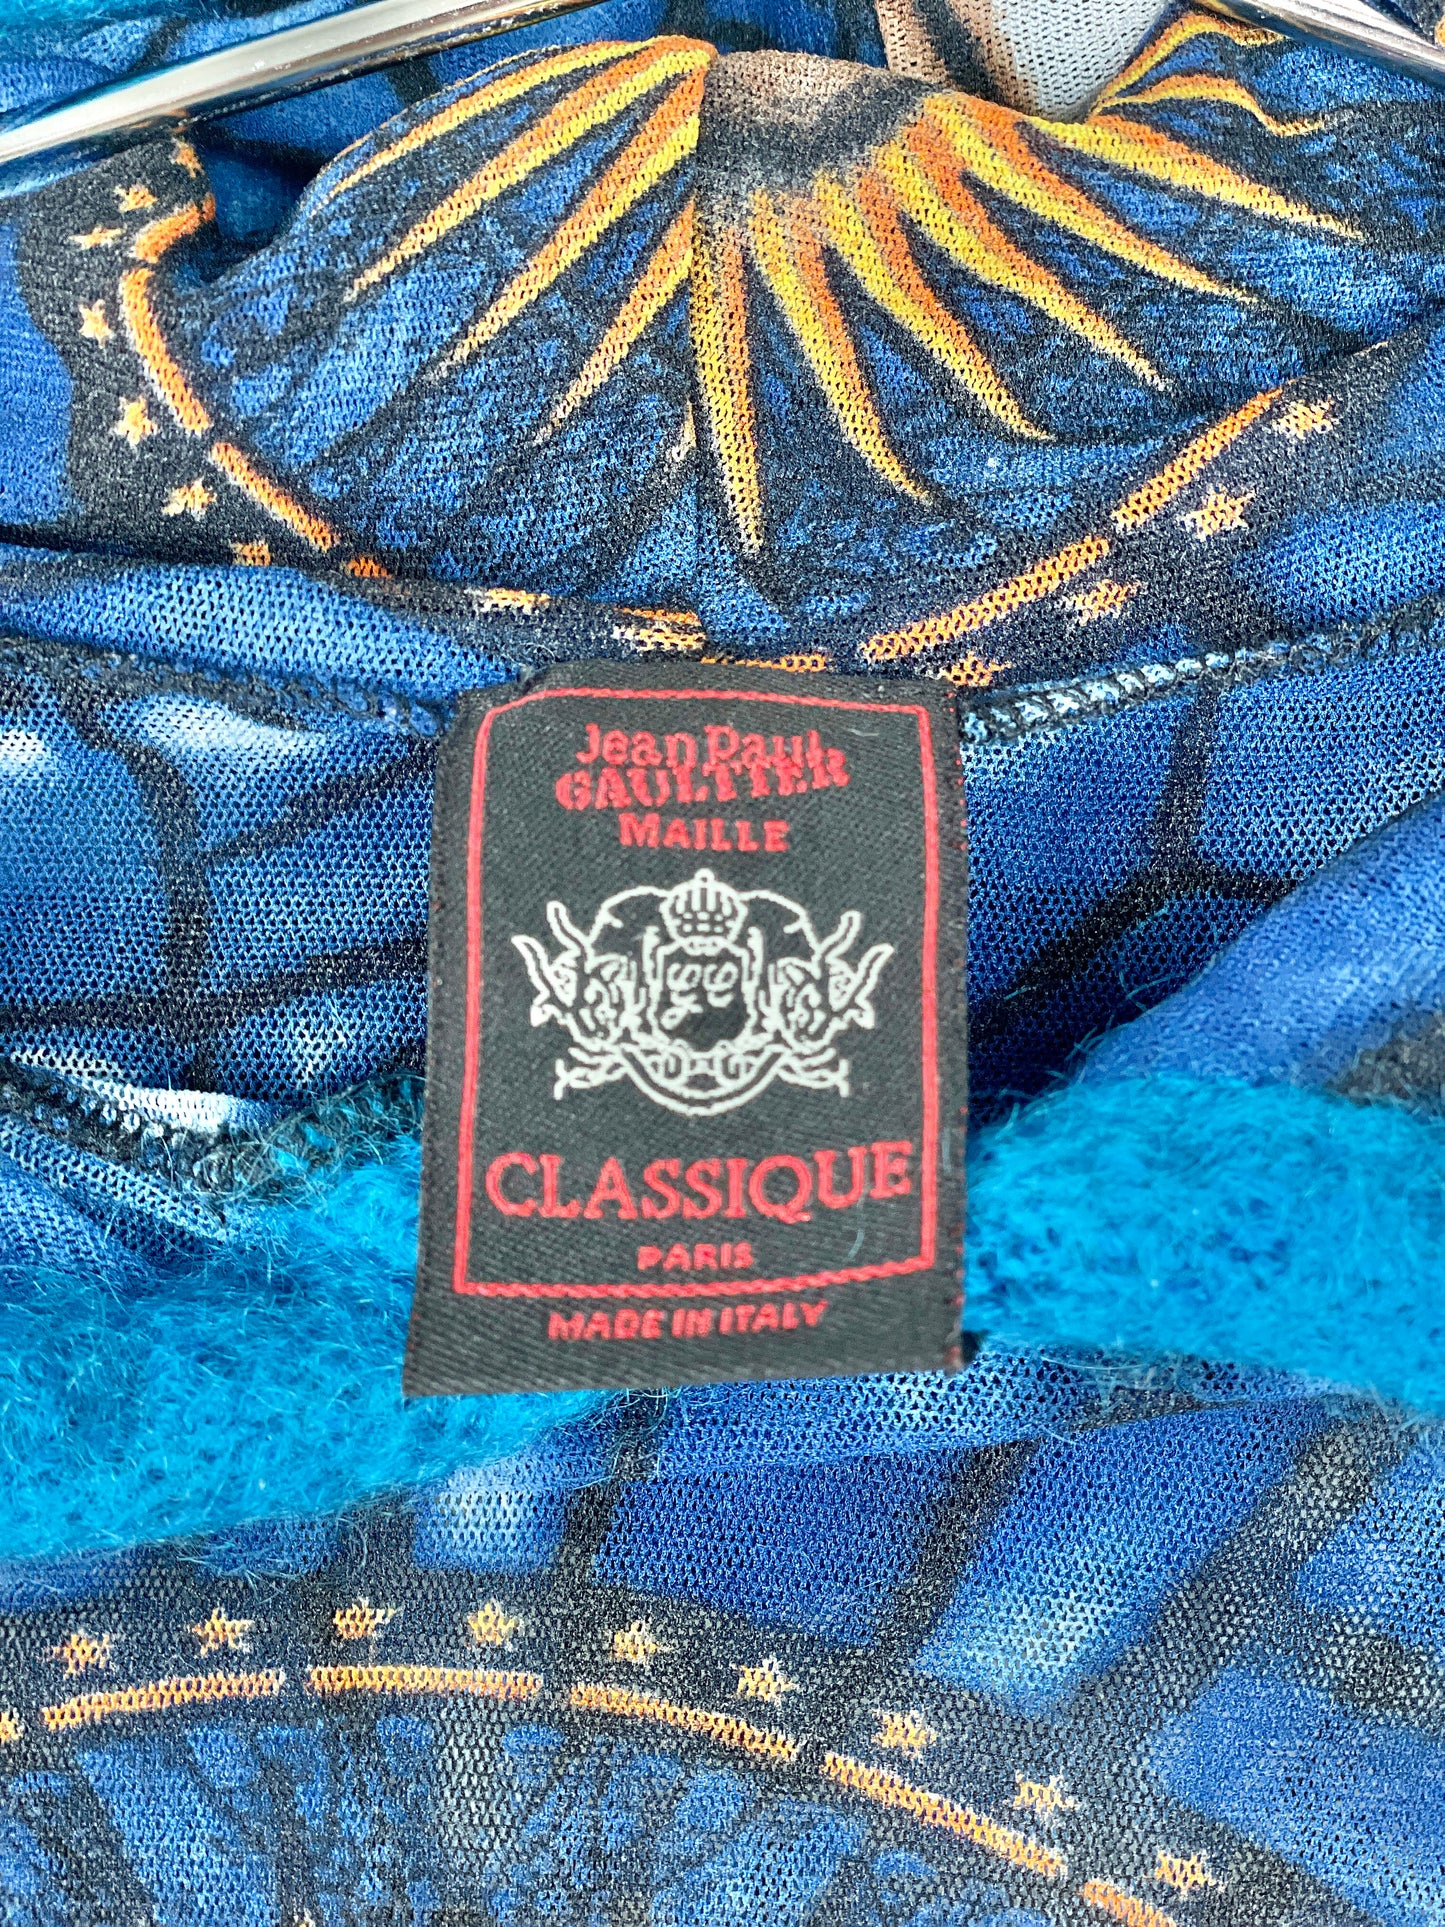 Jean Paul
GAULTIER
MAILLE
CLASSIQUE
PARIS
MADE IN ITALY